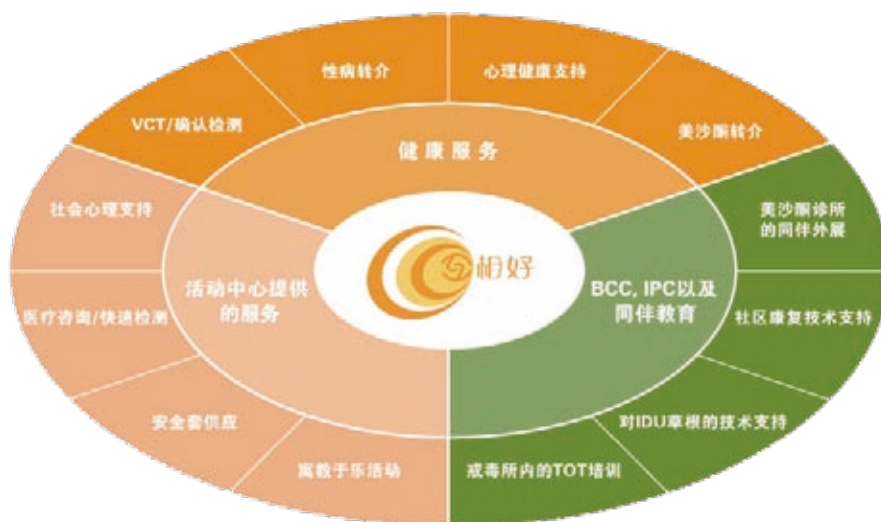 性病转介
心理健康支持
VCT/确认检测
美沙酮转介
健康服务
社会心理支持
美沙酮诊所
的同伴外展
相好
活动中心提供
的服务
BCC, IPC以及
同伴教育
医疗咨询/快速检测
社区康复技术支持
安全套供应
对IDU草根的技术支持
寓教于乐活动
戒毒所内的TOT培训